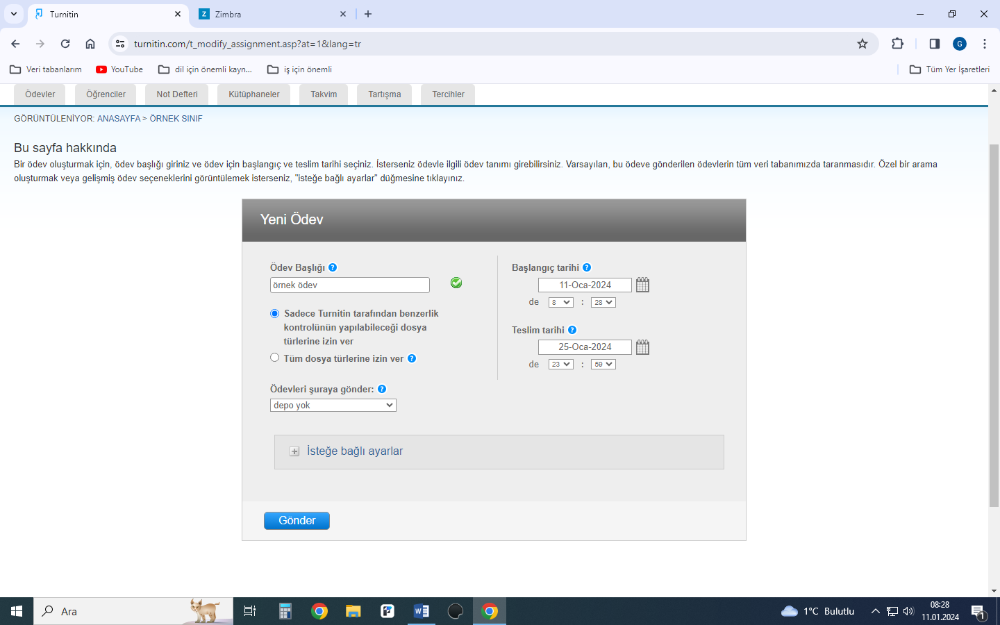 Turnitin
Zimbra
turnitin.com/t_modify_assignment.asp?at=1&lang=tr
G
Veri tabanlarım
YouTube
dil için önemli kayn...
iş için önemli
Tüm Yer İşaretleri
Ödevler
Öğrenciler
Not Defteri
Kütüphaneler
Takvim
Tartışma
Tercihler
GÖRÜNTÜLENİYOR: ANASAYFA > ÖRNEK SINIF
Bu sayfa hakkında
Bir ödev oluşturmak için, ödev başlığı giriniz ve ödev için başlangıç ve teslim tarihi seçiniz. İsterseniz ödevle ilgili ödev tanımı girebilirsiniz. Varsayılan, bu ödeve gönderilen ödevlerin tüm veri tabanımızda taranmasıdır. Özel bir arama
oluşturmak veya gelişmiş ödev seçeneklerini görüntülemek isterseniz, "isteğe bağlı ayarlar" düğmesine tıklayınız.
Yeni Ödev
Ödev Başlığı ?
örnek ödev
Sadece Turnitin tarafından benzerlik
kontrolünün yapılabileceği dosya
türlerine izin ver
Tüm dosya türlerine izin ver ?
Ödevleri şuraya gönder: ?
depo yok
Başlangıç tarihi ?
11-Oca-2024
de 8 : 28
Teslim tarihi ?
25-Oca-2024
de 23 : 59
İsteğe bağlı ayarlar
Gönder
Ara
1°C Bulutlu
08:28
11.01.2024
1